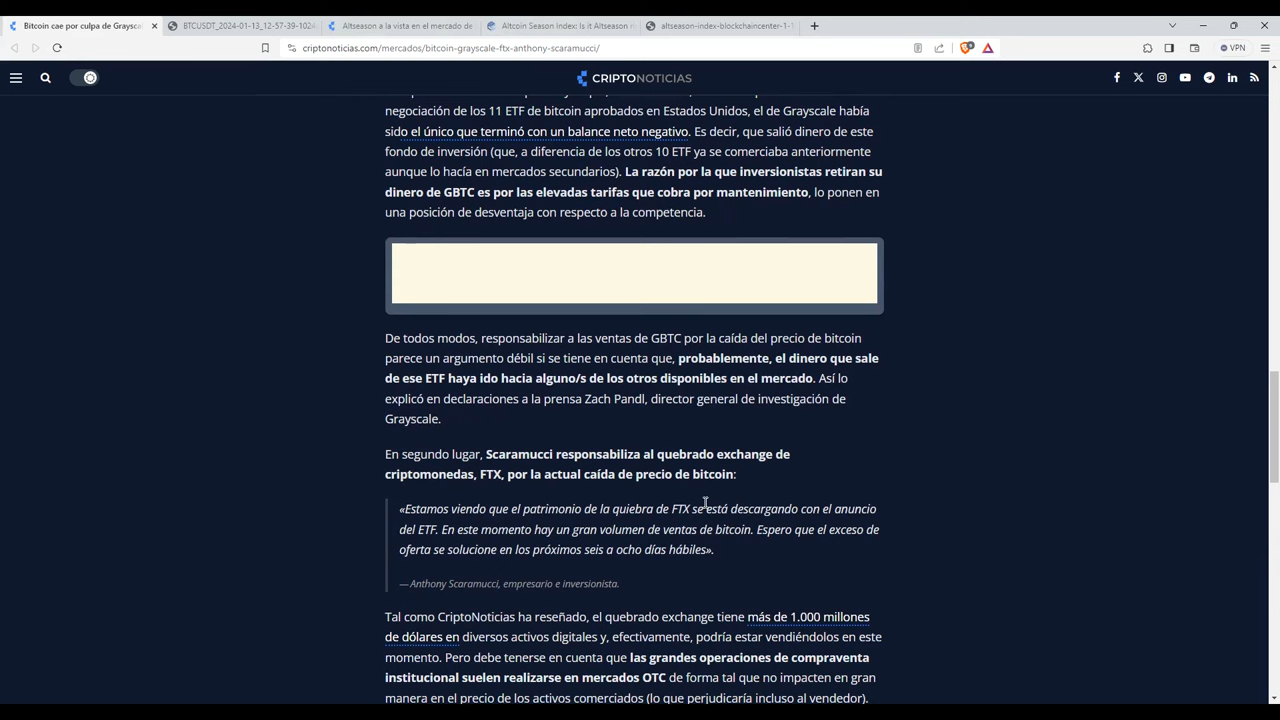 Bitcoin cae por culpa de Grayscal
BTCUSDT_2024-01-13_12-57-39-1024
Altseason a la vista en el mercado de
Altcoin Season Index: Is it Altseason r
altseason-index-blockchaincenter-1-1
criptonoticias.com/mercados/bitcoin-grayscale-ftx-anthony-scaramucci/
VPN
CRIPTONOTICIAS
negociación de los 11 ETF de bitcoin aprobados en Estados Unidos, el de Grayscale había
sido el único que terminó con un balance neto negativo. Es decir, que salió dinero de este
fondo de inversión (que, a diferencia de los otros 10 ETF ya se comerciaba anteriormente
aunque lo hacía en mercados secundarios). La razón por la que inversionistas retiran su
dinero de GBTC es por las elevadas tarifas que cobra por mantenimiento, lo ponen en
una posición de desventaja con respecto a la competencia.
De todos modos, responsabilizar a las ventas de GBTC por la caída del precio de bitcoin
parece un argumento débil si se tiene en cuenta que, probablemente, el dinero que sale
de ese ETF haya ido hacia alguno/s de los otros disponibles en el mercado. Así lo
explicó en declaraciones a la prensa Zach Pandl, director general de investigación de
Grayscale.
En segundo lugar, Scaramucci responsabiliza al quebrado exchange de
criptomonedas, FTX, por la actual caída de precio de bitcoin:
«Estamos viendo que el patrimonio de la quiebra de FTX se está descargando con el anuncio
del ETF. En este momento hay un gran volumen de ventas de bitcoin. Espero que el exceso de
oferta se solucione en los próximos seis a ocho días hábiles».
— Anthony Scaramucci, empresario e inversionista.
Tal como CriptoNoticias ha reseñado, el quebrado exchange tiene más de 1.000 millones
de dólares en diversos activos digitales y, efectivamente, podría estar vendiéndolos en este
momento. Pero debe tenerse en cuenta que las grandes operaciones de compraventa
institucional suelen realizarse en mercados OTC de forma tal que no impacten en gran
manera en el precio de los activos comerciados (lo que perjudicaría incluso al vendedor).